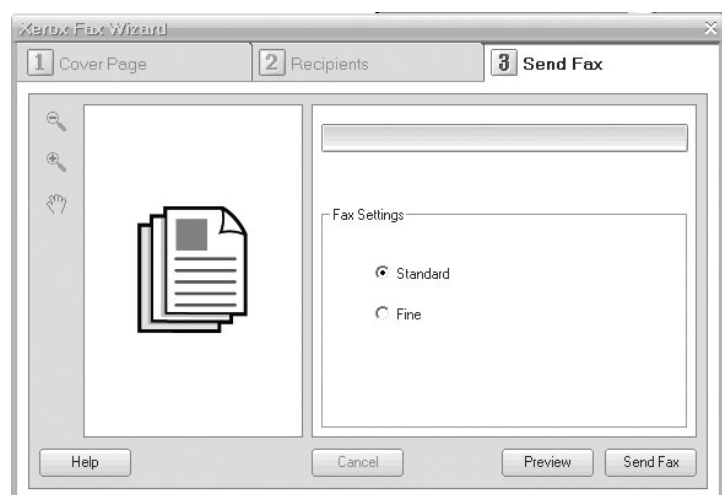 Xerox Fax Wizard
1 Cover Page
2 Recipients
3 Send Fax
Fax Settings
Standard
Fine
Help
Cancel
Preview
Send Fax